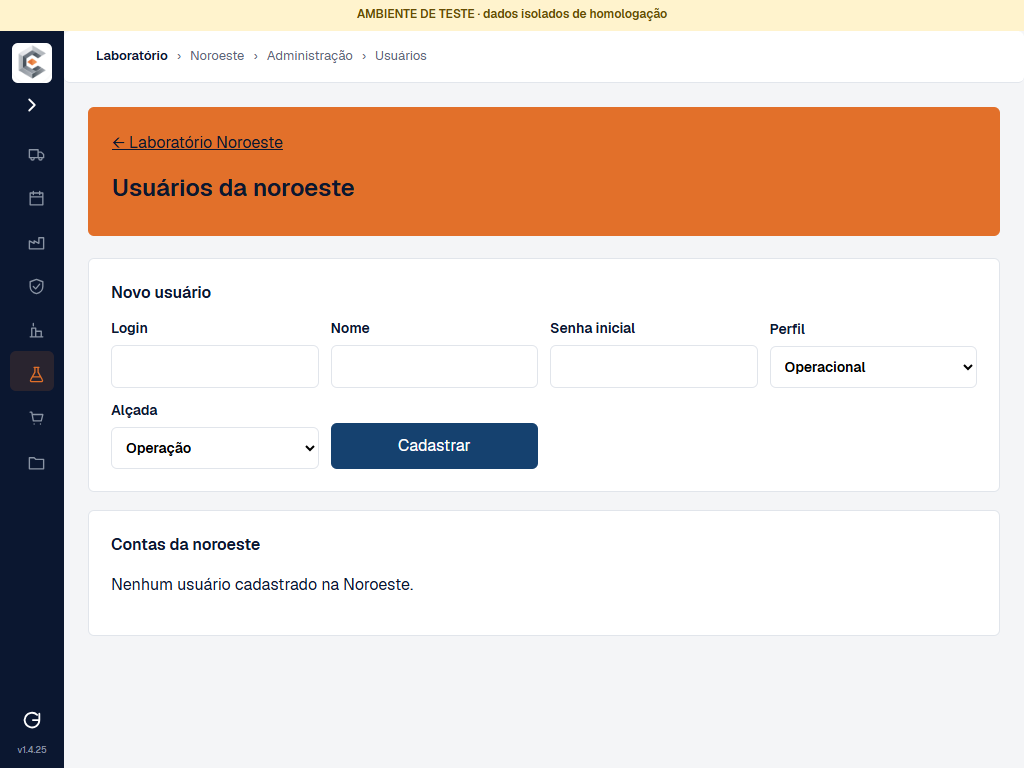 AMBIENTE DE TESTE · dados isolados de homologação
Laboratório › Noroeste › Administração › Usuários
← Laboratório Noroeste
Usuários da noroeste
Novo usuário
Login Nome Senha inicial Perfil
Operacional
Alçada
Operação Cadastrar
Contas da noroeste
Nenhum usuário cadastrado na Noroeste.
v1.4.25